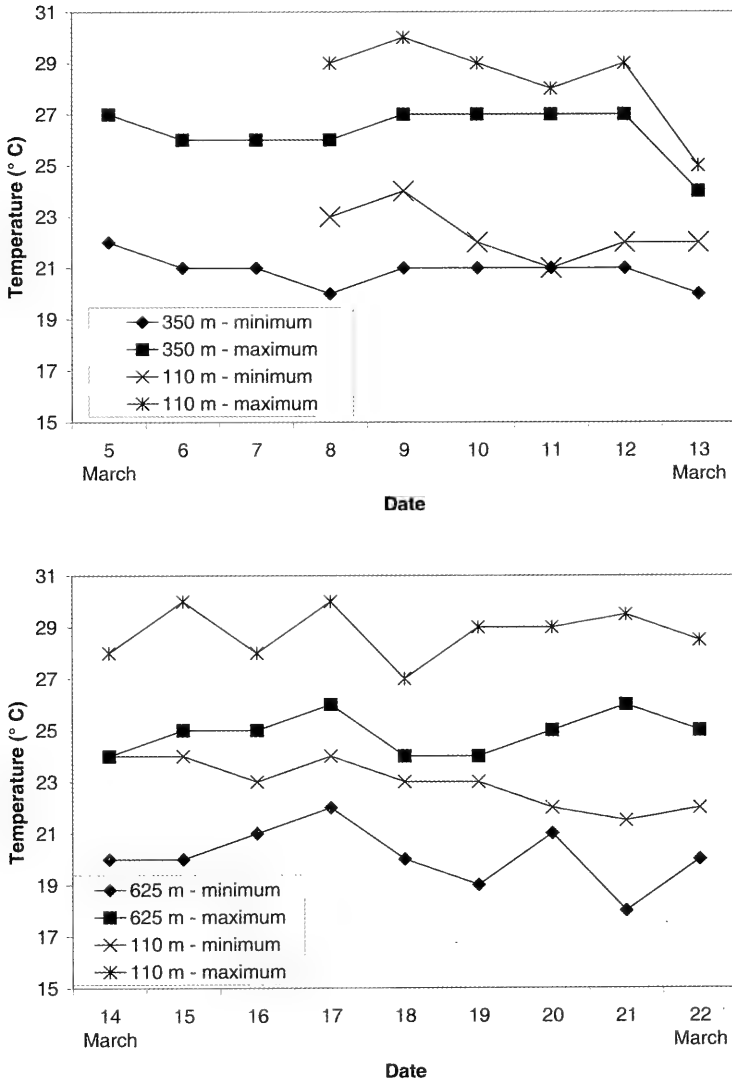 31
29
27
25
23
21
19
17
15
Temperature (° C)
350 m - minimum
350 m - maximum
110 m - minimum
110 m - maximum
5 6 7 8 9 10 11 12 13
March March
Date
31
29
27
25
23
21
19
17
15
Temperature (° C)
625 m - minimum
625 m - maximum
110 m - minimum
110 m - maximum
14 15 16 17 18 19 20 21 22
March March
Date